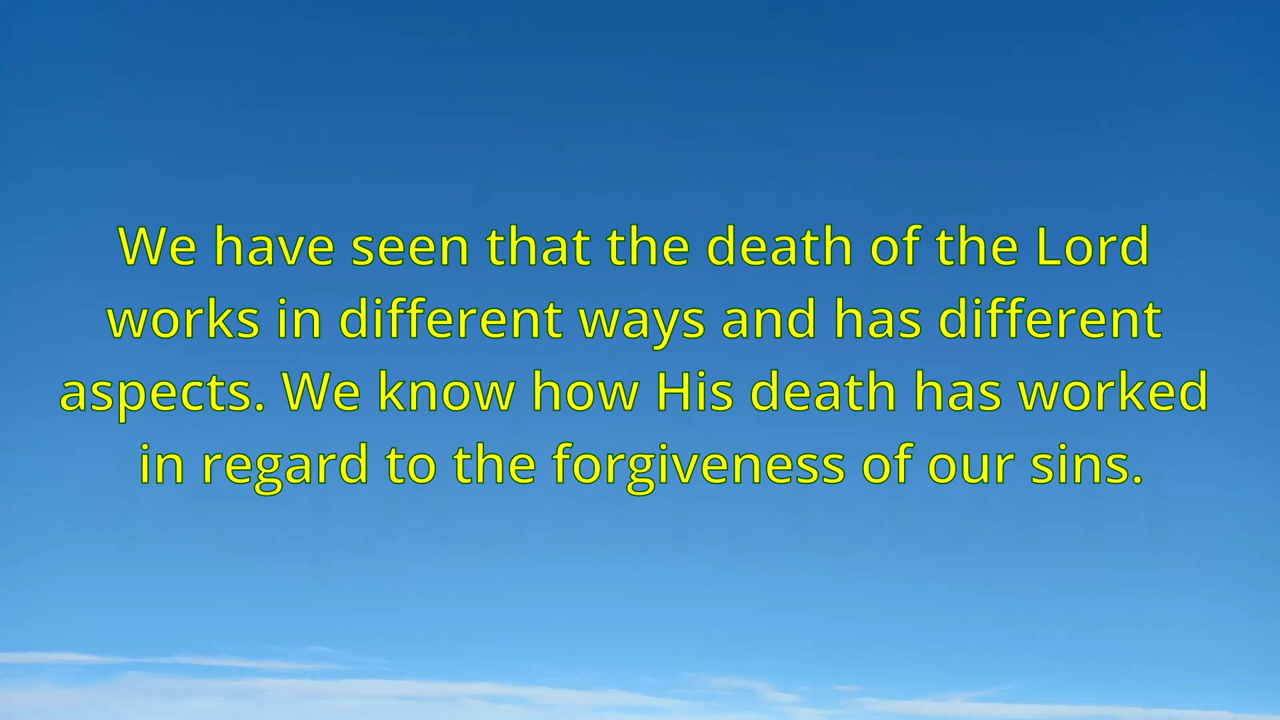 We have seen that the death of the Lord
works in different ways and has different
aspects. We know how His death has worked
in regard to the forgiveness of our sins.